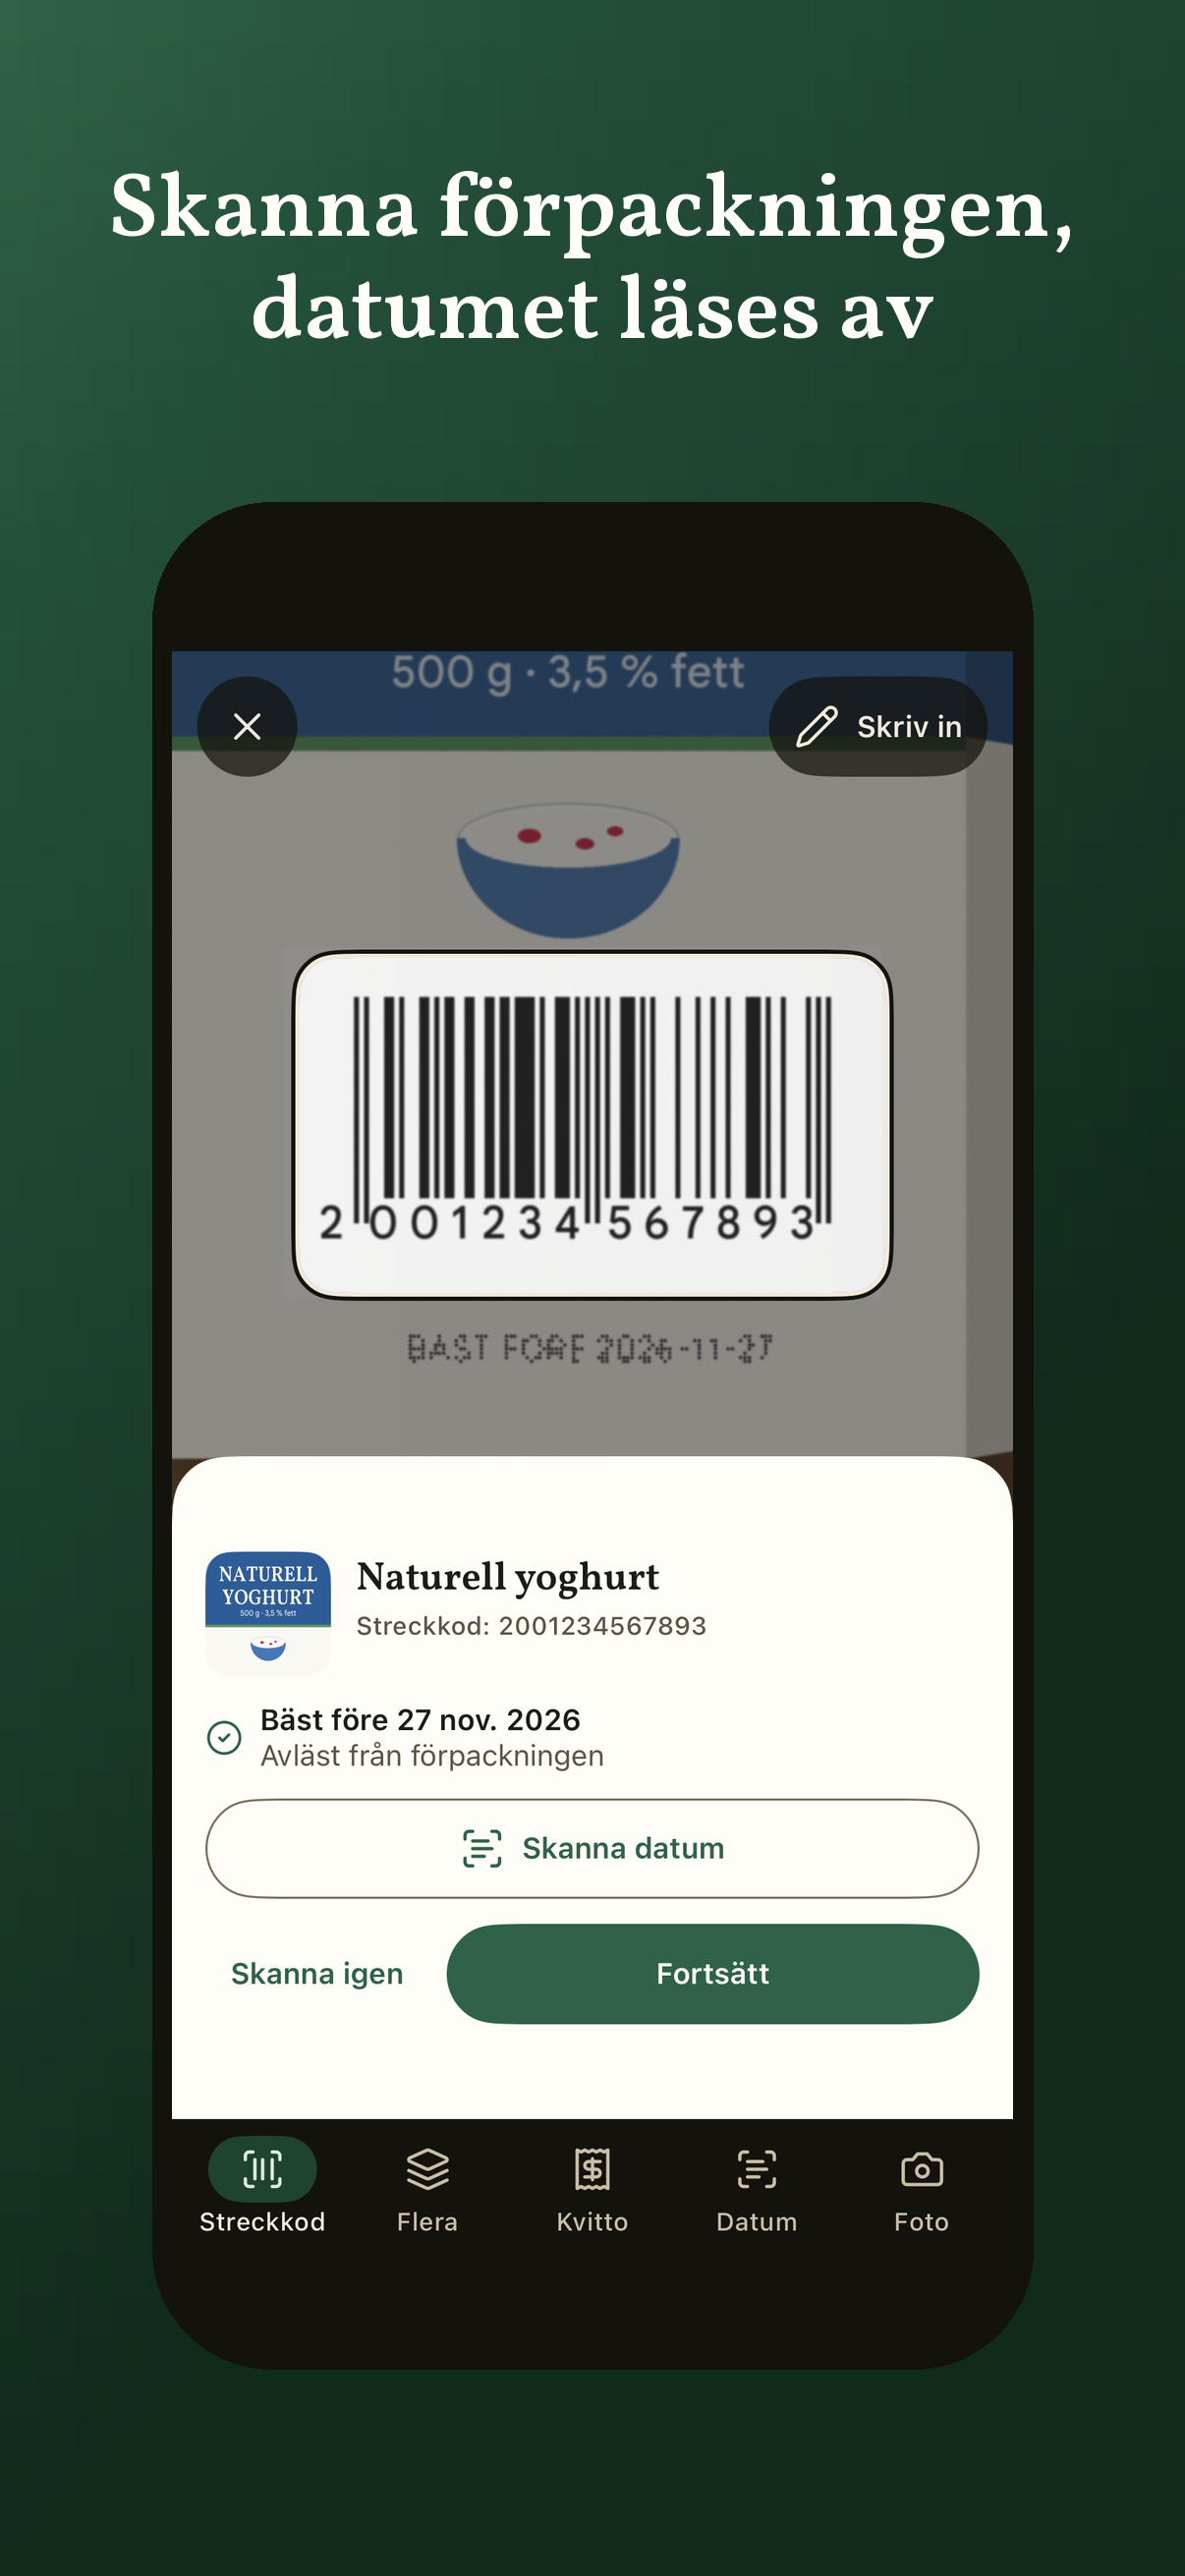 Skanna förpackningen,
datumet läses av
500 g · 3,5 % fett
Skriv in
2 001234 567893
BÄST FÖRE 2026-11-27
NATURELL
YOGHURT
500 g · 3,5 % fett
Naturell yoghurt
Streckkod: 2001234567893
Bäst före 27 nov. 2026
Avläst från förpackningen
Skanna datum
Skanna igen
Fortsätt
Streckkod
Flera
Kvitto
Datum
Foto